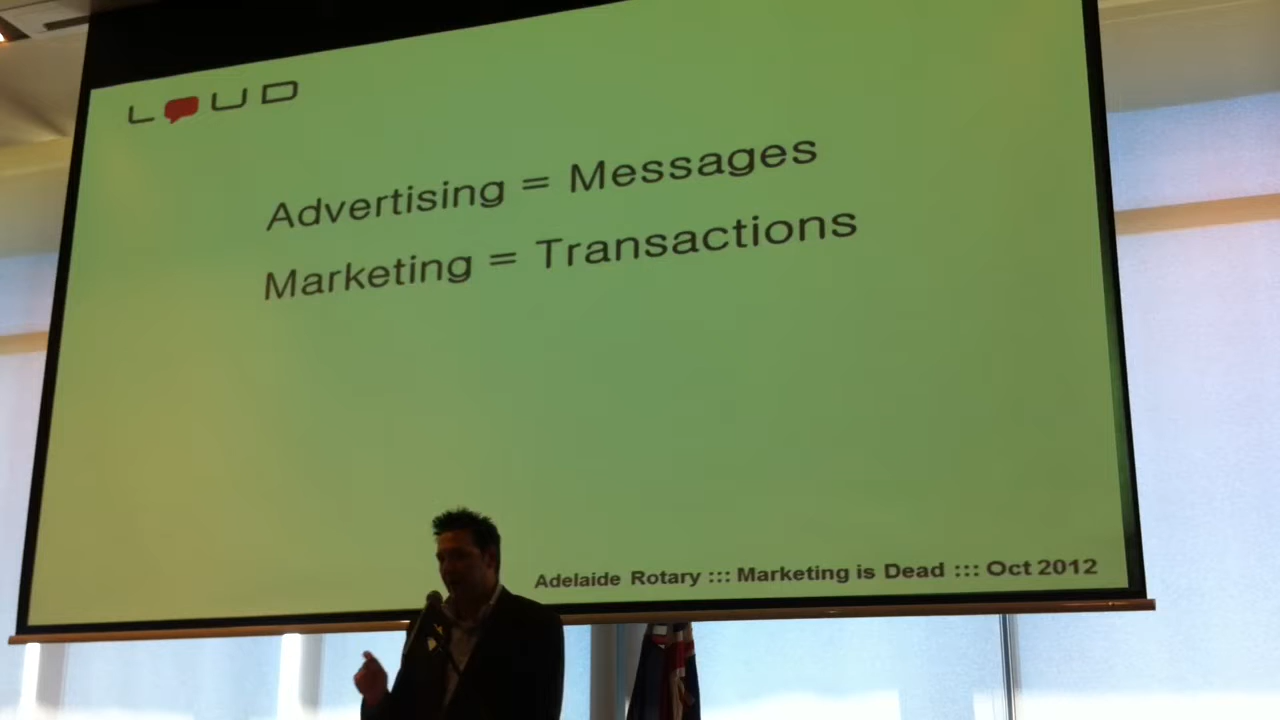 LOUD
Advertising = Messages
Marketing = Transactions
Adelaide Rotary ::: Marketing is Dead ::: Oct 2012